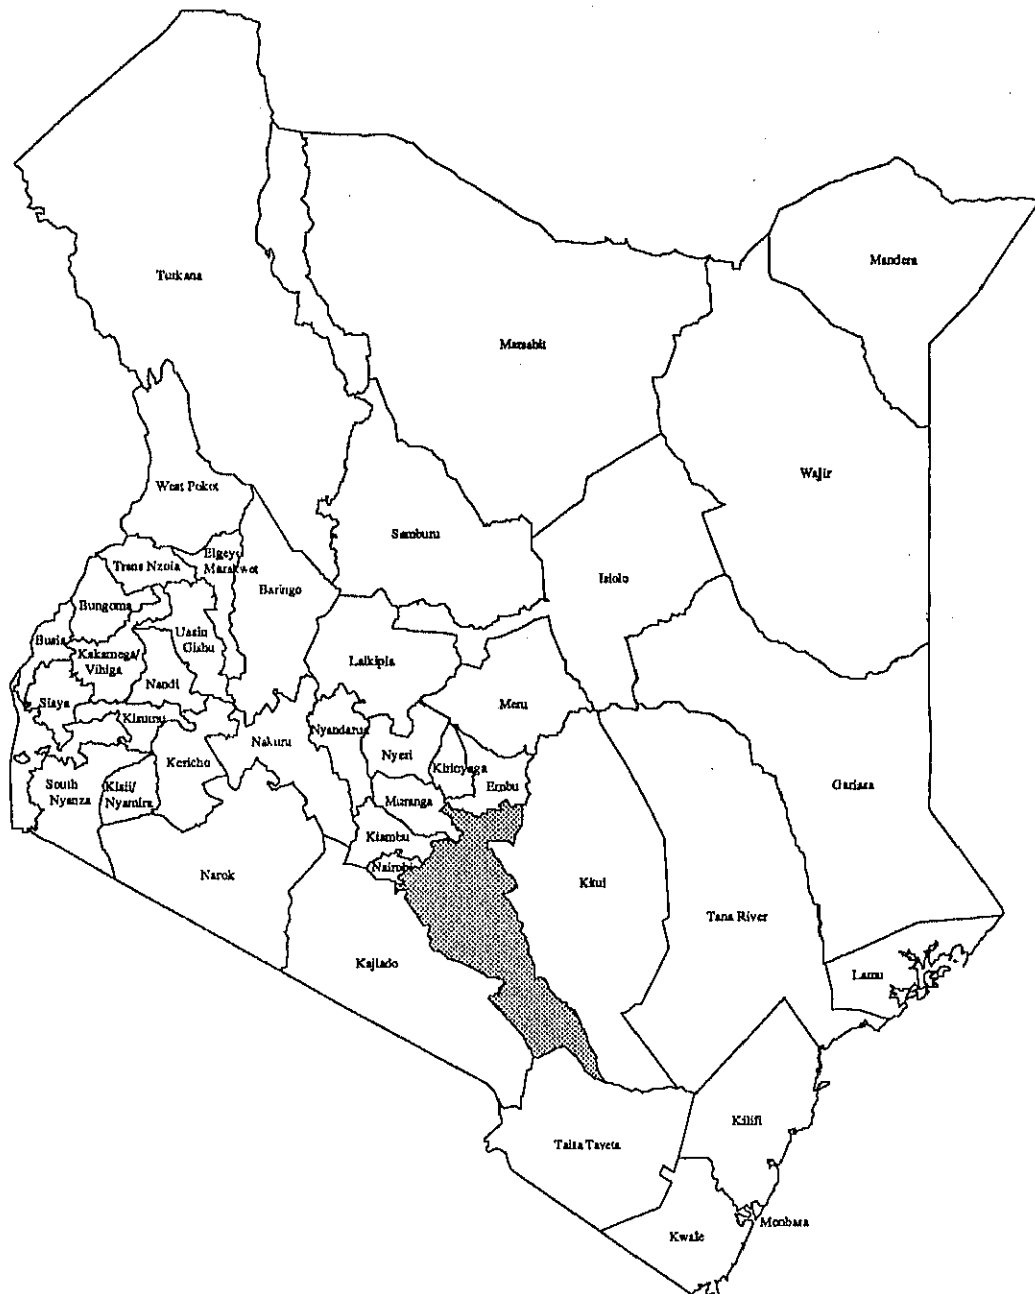 Turkana
Mandera
Marsabit
Wajir
West Pokot
Samburu
Elgeyo
Marakwet
Trans Nzoia
Isiolo
Baringo
Bungoma
Uasin
Gishu
Busia
Kakamega/
Vihiga
Laikipia
Nandi
Siaya
Meru
Kisumu
Nyandarua
Nakuru
Nyeri
Kericho
Kirinyaga
South
Nyanza
Kisii/
Nyamira
Embu
Garissa
Muranga
Kiambu
Nairobi
Narok
Kitui
Tana River
Kajiado
Lamu
Kilifi
Taita Taveta
Mombasa
Kwale